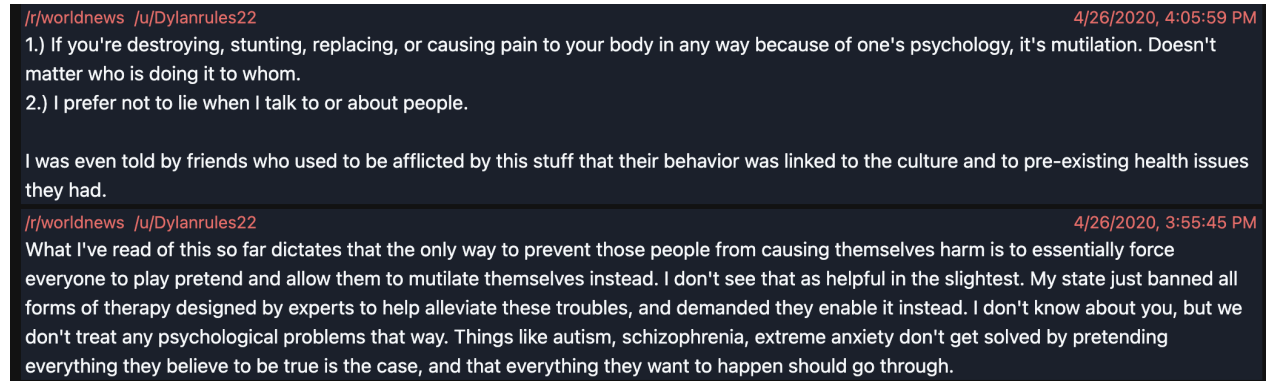 /r/worldnews /u/Dylanrules22 4/26/2020, 4:05:59 PM
1.) If you're destroying, stunting, replacing, or causing pain to your body in any way because of one's psychology, it's mutilation. Doesn't
matter who is doing it to whom.
2.) I prefer not to lie when I talk to or about people.
I was even told by friends who used to be afflicted by this stuff that their behavior was linked to the culture and to pre-existing health issues
they had.
/r/worldnews /u/Dylanrules22 4/26/2020, 3:55:45 PM
What I've read of this so far dictates that the only way to prevent those people from causing themselves harm is to essentially force
everyone to play pretend and allow them to mutilate themselves instead. I don't see that as helpful in the slightest. My state just banned all
forms of therapy designed by experts to help alleviate these troubles, and demanded they enable it instead. I don't know about you, but we
don't treat any psychological problems that way. Things like autism, schizophrenia, extreme anxiety don't get solved by pretending
everything they believe to be true is the case, and that everything they want to happen should go through.